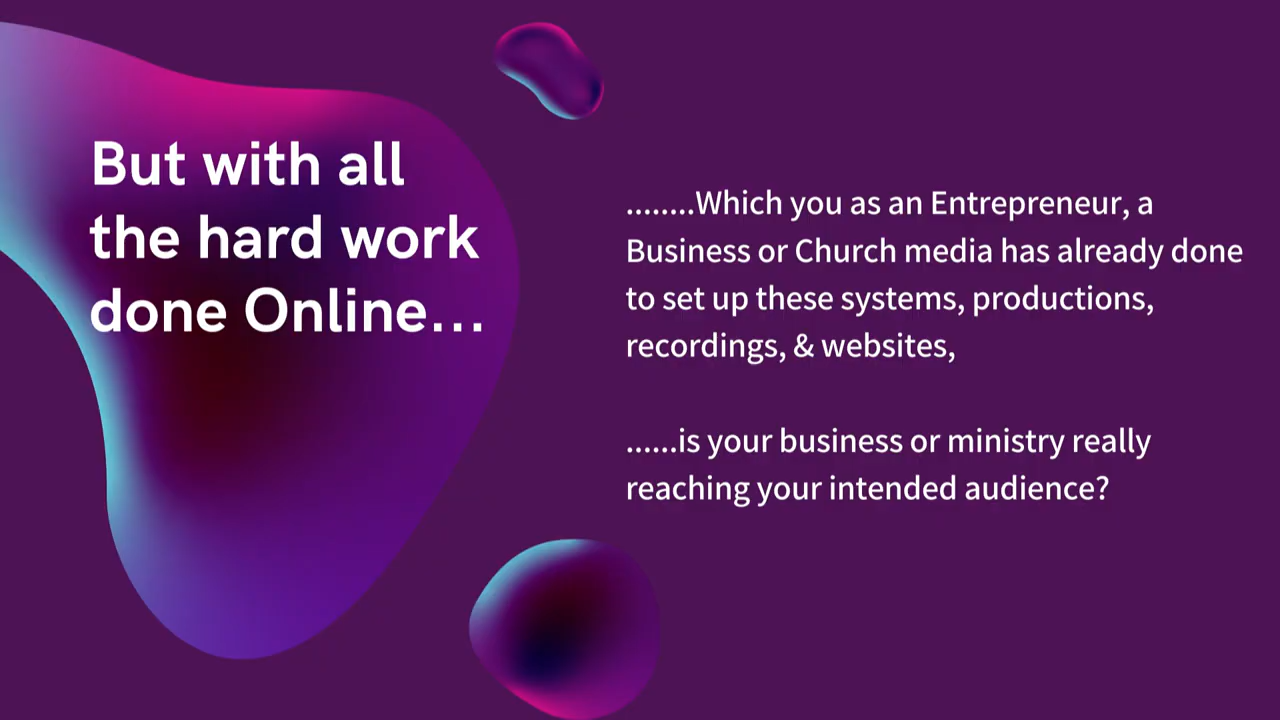 But with all
the hard work
done Online...
........Which you as an Entrepreneur, a
Business or Church media has already done
to set up these systems, productions,
recordings, & websites,
......is your business or ministry really
reaching your intended audience?